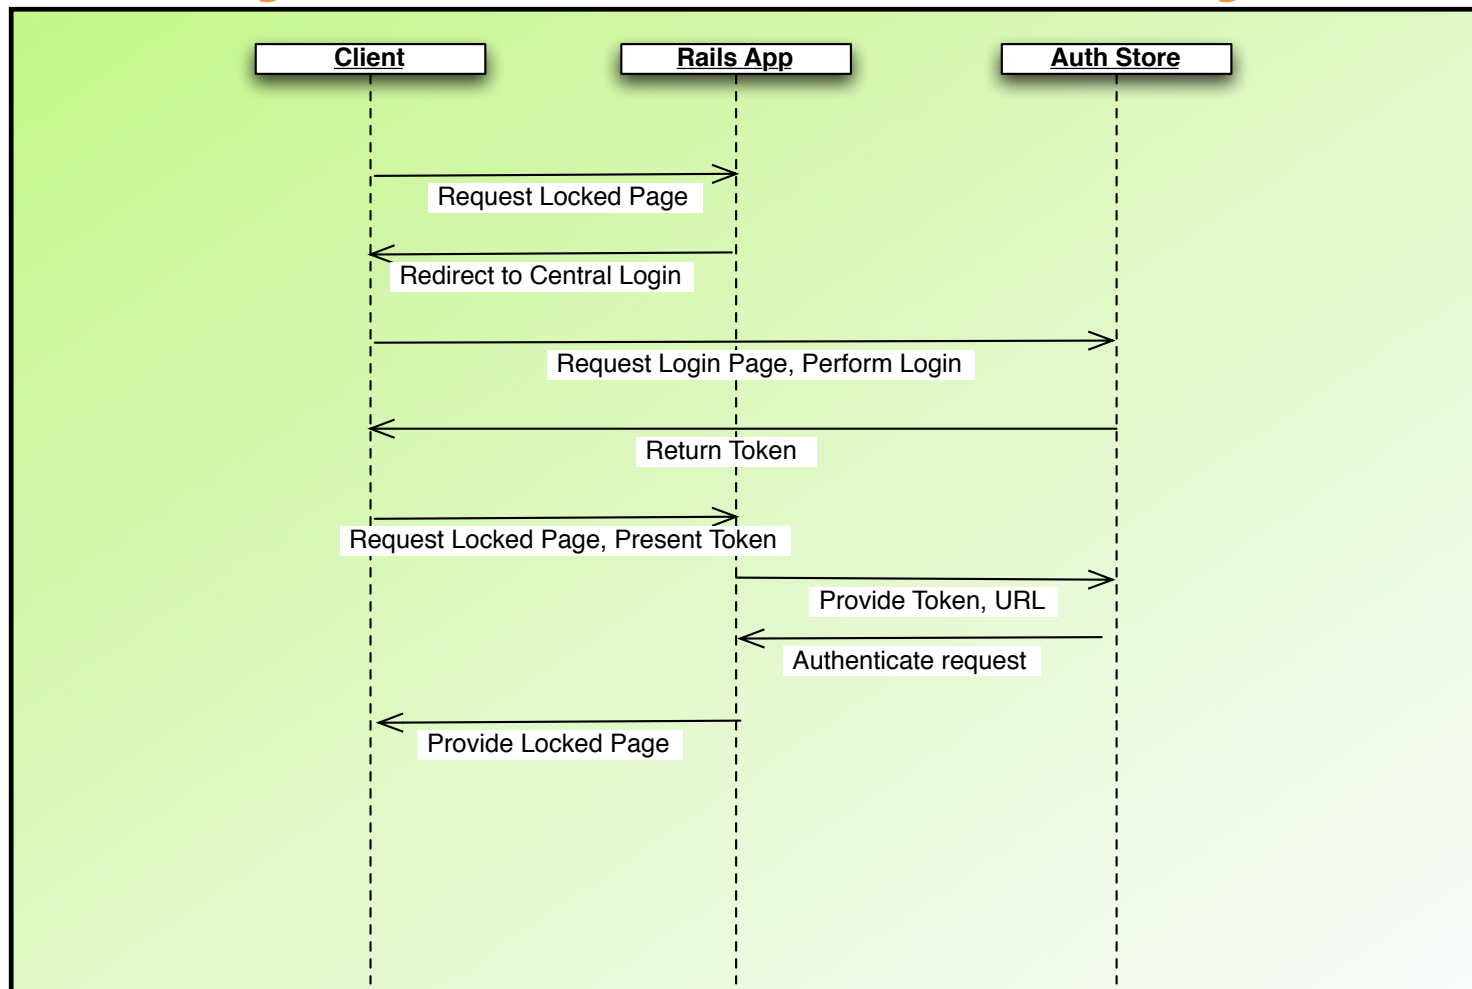 Client
Rails App
Auth Store
Request Locked Page
Redirect to Central Login
Request Login Page, Perform Login
Return Token
Request Locked Page, Present Token
Provide Token, URL
Authenticate request
Provide Locked Page